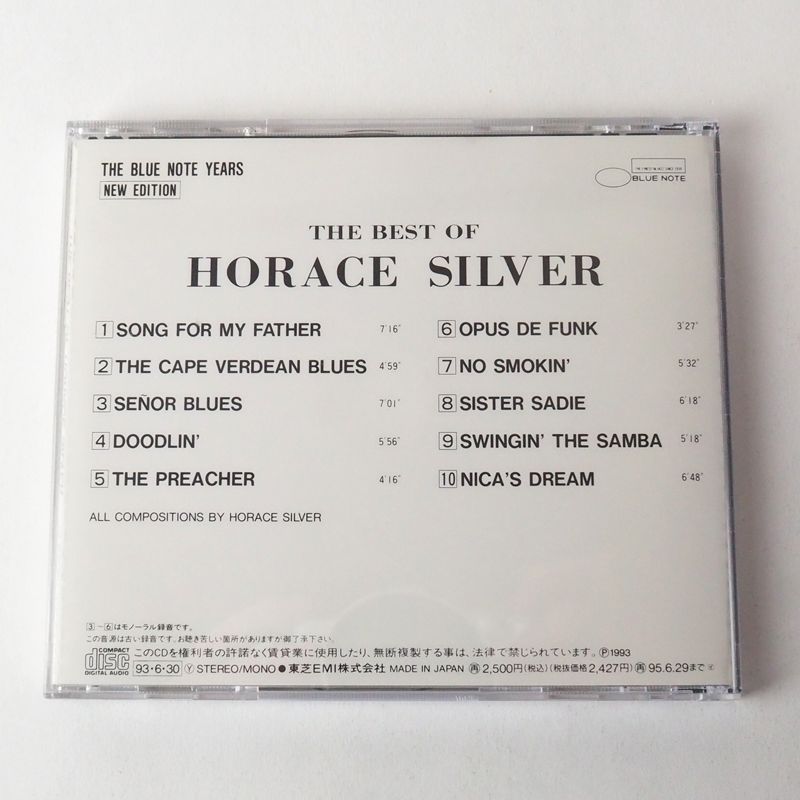 THE BLUE NOTE YEARS
NEW EDITION
BLUE NOTE
THE BEST OF
HORACE SILVER
1 SONG FOR MY FATHER 7'16"
2 THE CAPE VERDEAN BLUES 4'59"
3 SEÑOR BLUES 7'01"
4 DOODLIN' 5'56"
5 THE PREACHER 4'16"
6 OPUS DE FUNK 3'27"
7 NO SMOKIN' 5'32"
8 SISTER SADIE 6'18"
9 SWINGIN' THE SAMBA 5'18"
10 NICA'S DREAM 6'48"
ALL COMPOSITIONS BY HORACE SILVER
3～6はモノーラル録音です。
この音源は古い録音です。お聴き苦しい箇所がありますが御了承下さい。
COMPACT disc DIGITAL AUDIO
このCDを権利者の許諾なく賃貸業に使用したり、無断複製する事は、法律で禁じられています。Ⓟ1993
93・6・30 Ⓨ STEREO/MONO ● 東芝EMI株式会社 MADE IN JAPAN ㊢2,500円(税込)(税抜価格2,427円) 95.6.29まで